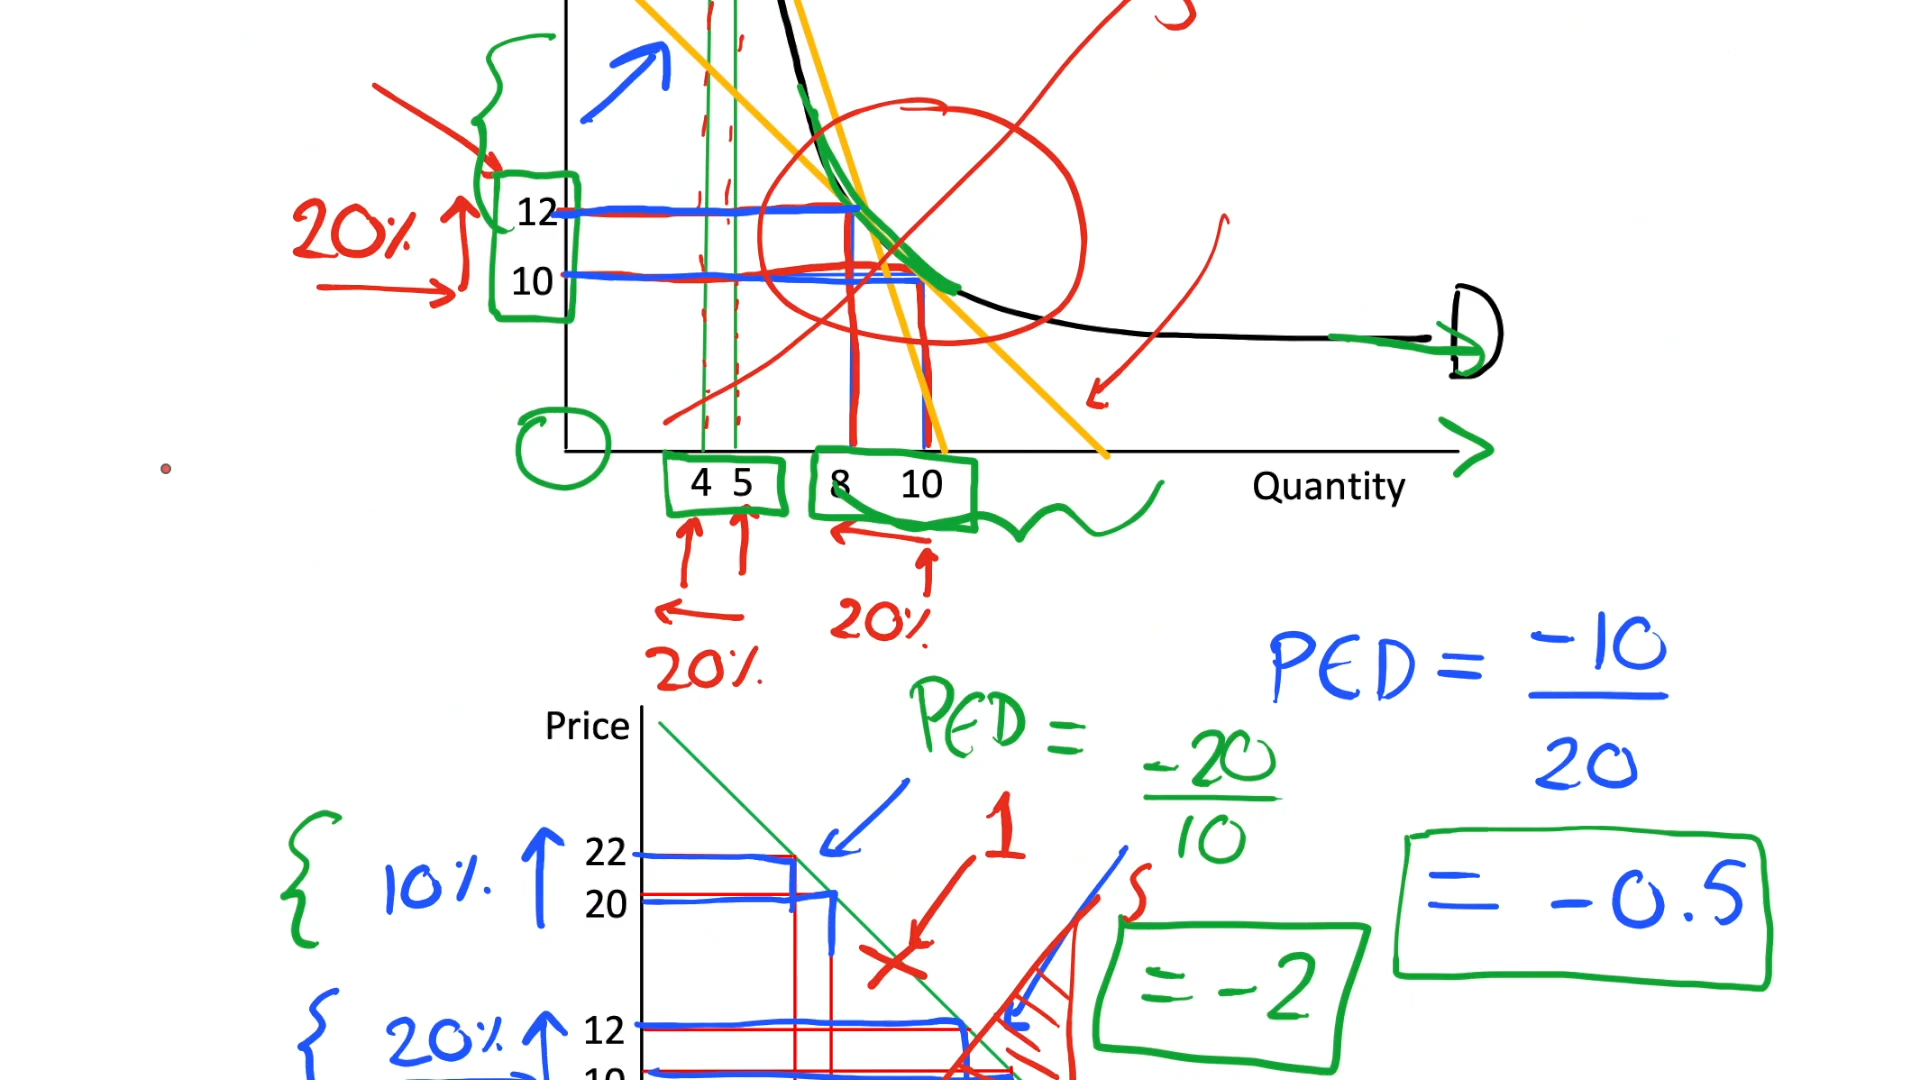 20% 12
10
D
4 5 8 10 Quantity
20%
20%
PED = -10
20
= -0.5
Price
PED = -20
10
= -2
1
10% 22
20
S
20% 12